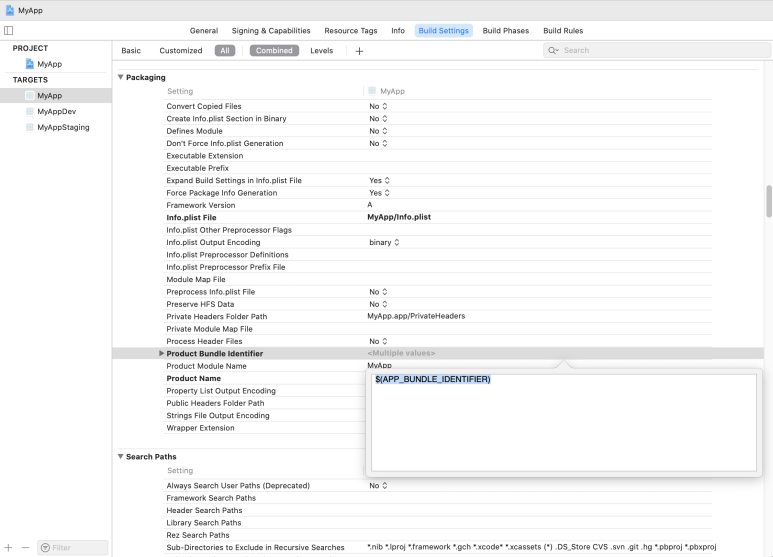 MyApp
General Signing & Capabilities Resource Tags Info Build Settings Build Phases Build Rules
PROJECT
MyApp
TARGETS
MyApp
MyAppDev
MyAppStaging
Filter
Basic Customized All Combined Levels + Search
Packaging
Setting MyApp
Convert Copied Files No
Create Info.plist Section in Binary No
Defines Module No
Don't Force Info.plist Generation No
Executable Extension
Executable Prefix
Expand Build Settings in Info.plist File Yes
Force Package Info Generation Yes
Framework Version A
Info.plist File MyApp/Info.plist
Info.plist Other Preprocessor Flags
Info.plist Output Encoding binary
Info.plist Preprocessor Definitions
Info.plist Preprocessor Prefix File
Module Map File
Preprocess Info.plist File No
Preserve HFS Data No
Private Headers Folder Path MyApp.app/PrivateHeaders
Private Module Map File
Process Header Files No
Product Bundle Identifier <Multiple values>
Product Module Name MyApp
Product Name
Property List Output Encoding
Public Headers Folder Path
Strings File Output Encoding
Wrapper Extension
$(APP_BUNDLE_IDENTIFIER)
Search Paths
Setting
Always Search User Paths (Deprecated) No
Framework Search Paths
Header Search Paths
Library Search Paths
Rez Search Paths
Sub-Directories to Exclude in Recursive Searches *.nib *.lproj *.framework *.gch *.xcode* *.xcassets (*) .DS_Store CVS .svn .git .hg *.pbproj *.pbxproj